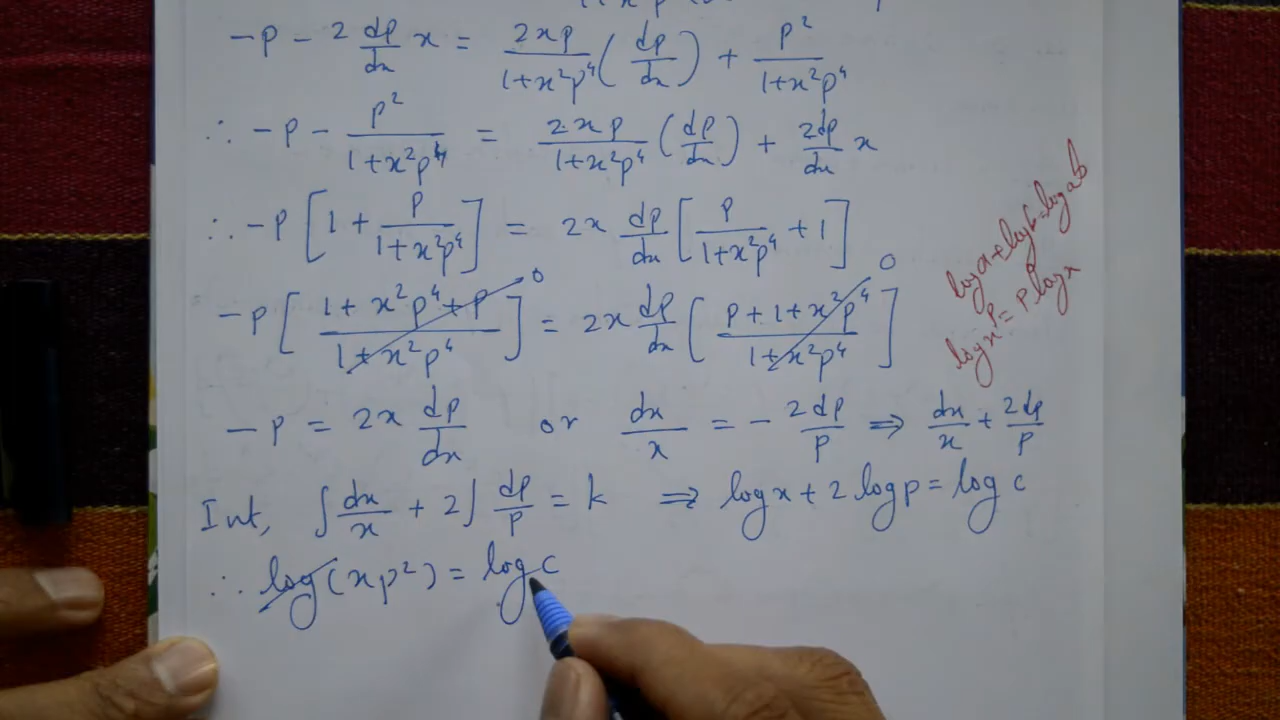 -p - 2 dp/dx x = 2xp/(1+x²p⁴) (dp/dx) + p²/(1+x²p⁴)
∴ -p - p²/(1+x²p⁴) = 2xp/(1+x²p⁴) (dp/dx) + 2dp/dx x
∴ -p [1 + p/(1+x²p⁴)] = 2x dp/dx [p/(1+x²p⁴) + 1]
-p [(1 + x²p⁴ + p)/(1+x²p⁴)] 0 = 2x dp/dx [(p + 1 + x²p⁴)/(1+x²p⁴)] 0
-p = 2x dp/dx or dx/x = - 2dp/p ⇒ dx/x + 2dp/p
Int, ∫dx/x + 2∫dp/p = k ⇒ log x + 2 log p = log c
∴ log(xp²) = log c
log a + log b = log ab
log xᵖ = p log x